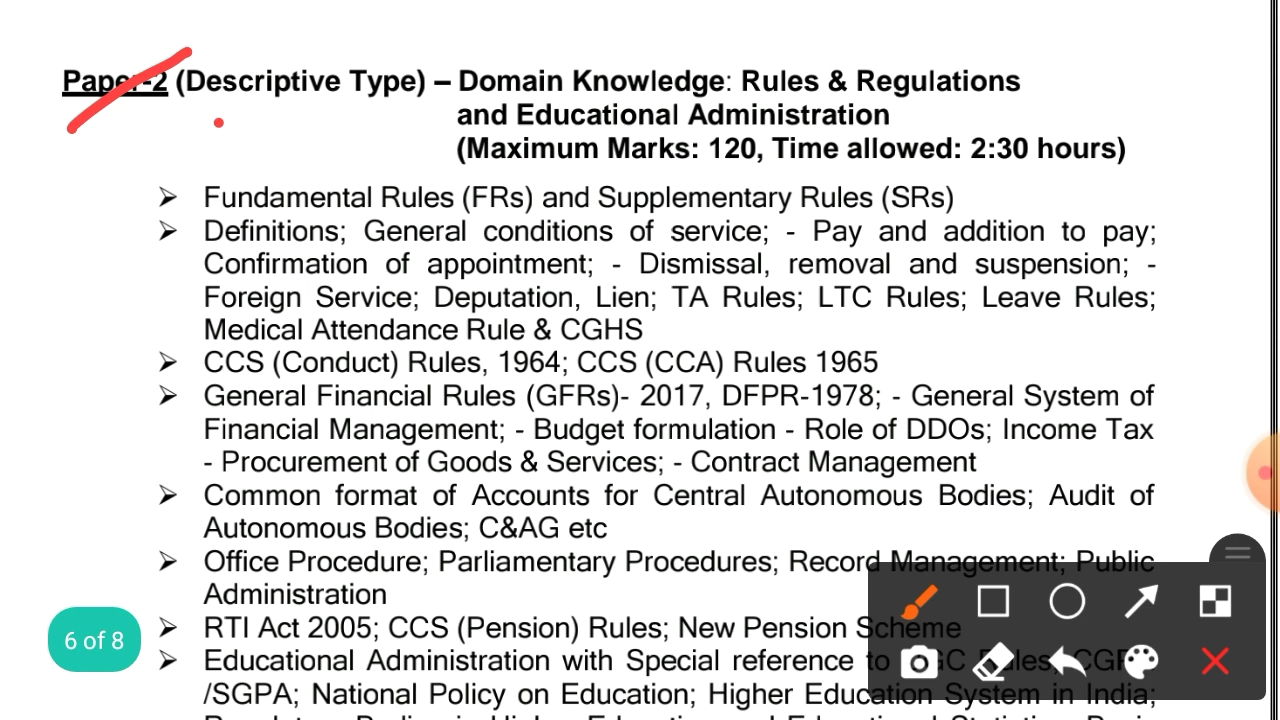 Paper-2 (Descriptive Type) – Domain Knowledge: Rules & Regulations
and Educational Administration
(Maximum Marks: 120, Time allowed: 2:30 hours)
➢ Fundamental Rules (FRs) and Supplementary Rules (SRs)
➢ Definitions; General conditions of service; - Pay and addition to pay;
Confirmation of appointment; - Dismissal, removal and suspension; -
Foreign Service; Deputation, Lien; TA Rules; LTC Rules; Leave Rules;
Medical Attendance Rule & CGHS
➢ CCS (Conduct) Rules, 1964; CCS (CCA) Rules 1965
➢ General Financial Rules (GFRs)- 2017, DFPR-1978; - General System of
Financial Management; - Budget formulation - Role of DDOs; Income Tax
- Procurement of Goods & Services; - Contract Management
➢ Common format of Accounts for Central Autonomous Bodies; Audit of
Autonomous Bodies; C&AG etc
➢ Office Procedure; Parliamentary Procedures; Record Management; Public
Administration
➢ RTI Act 2005; CCS (Pension) Rules; New Pension Scheme
➢ Educational Administration with Special reference to
/SGPA; National Policy on Education; Higher Education System in India;
6 of 8